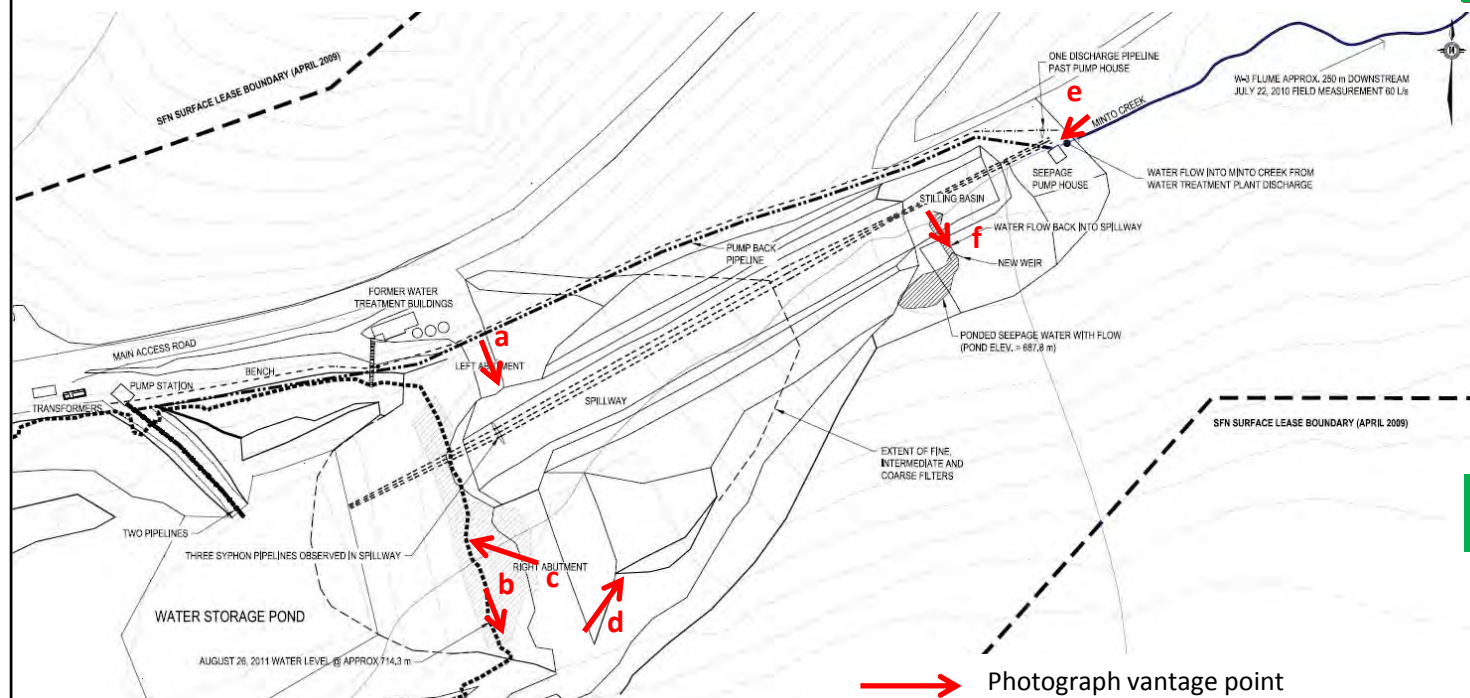 SFN SURFACE LEASE BOUNDARY (APRIL 2009)
ONE DISCHARGE PIPELINE
PAST PUMP HOUSE
e
MINTO CREEK
W-3 FLUME APPROX. 250 m DOWNSTREAM
JULY 22, 2010 FIELD MEASUREMENT 60 L/s
N
SEEPAGE
PUMP HOUSE
WATER FLOW INTO MINTO CREEK FROM
WATER TREATMENT PLANT DISCHARGE
STILLING BASIN
WATER FLOW BACK INTO SPILLWAY
f
NEW WEIR
PUMP BACK
PIPELINE
FORMER WATER
TREATMENT BUILDINGS
PONDED SEEPAGE WATER WITH FLOW
(POND ELEV. = 687.8 m)
MAIN ACCESS ROAD
a
LEFT ABUTMENT
BENCH
PUMP STATION
TRANSFORMERS
SPILLWAY
SFN SURFACE LEASE BOUNDARY (APRIL 2009)
EXTENT OF FINE,
INTERMEDIATE AND
COARSE FILTERS
TWO PIPELINES
THREE SYPHON PIPELINES OBSERVED IN SPILLWAY
RIGHT ABUTMENT
b
c
d
WATER STORAGE POND
AUGUST 26, 2011 WATER LEVEL @ APPROX 714.3 m
Photograph vantage point